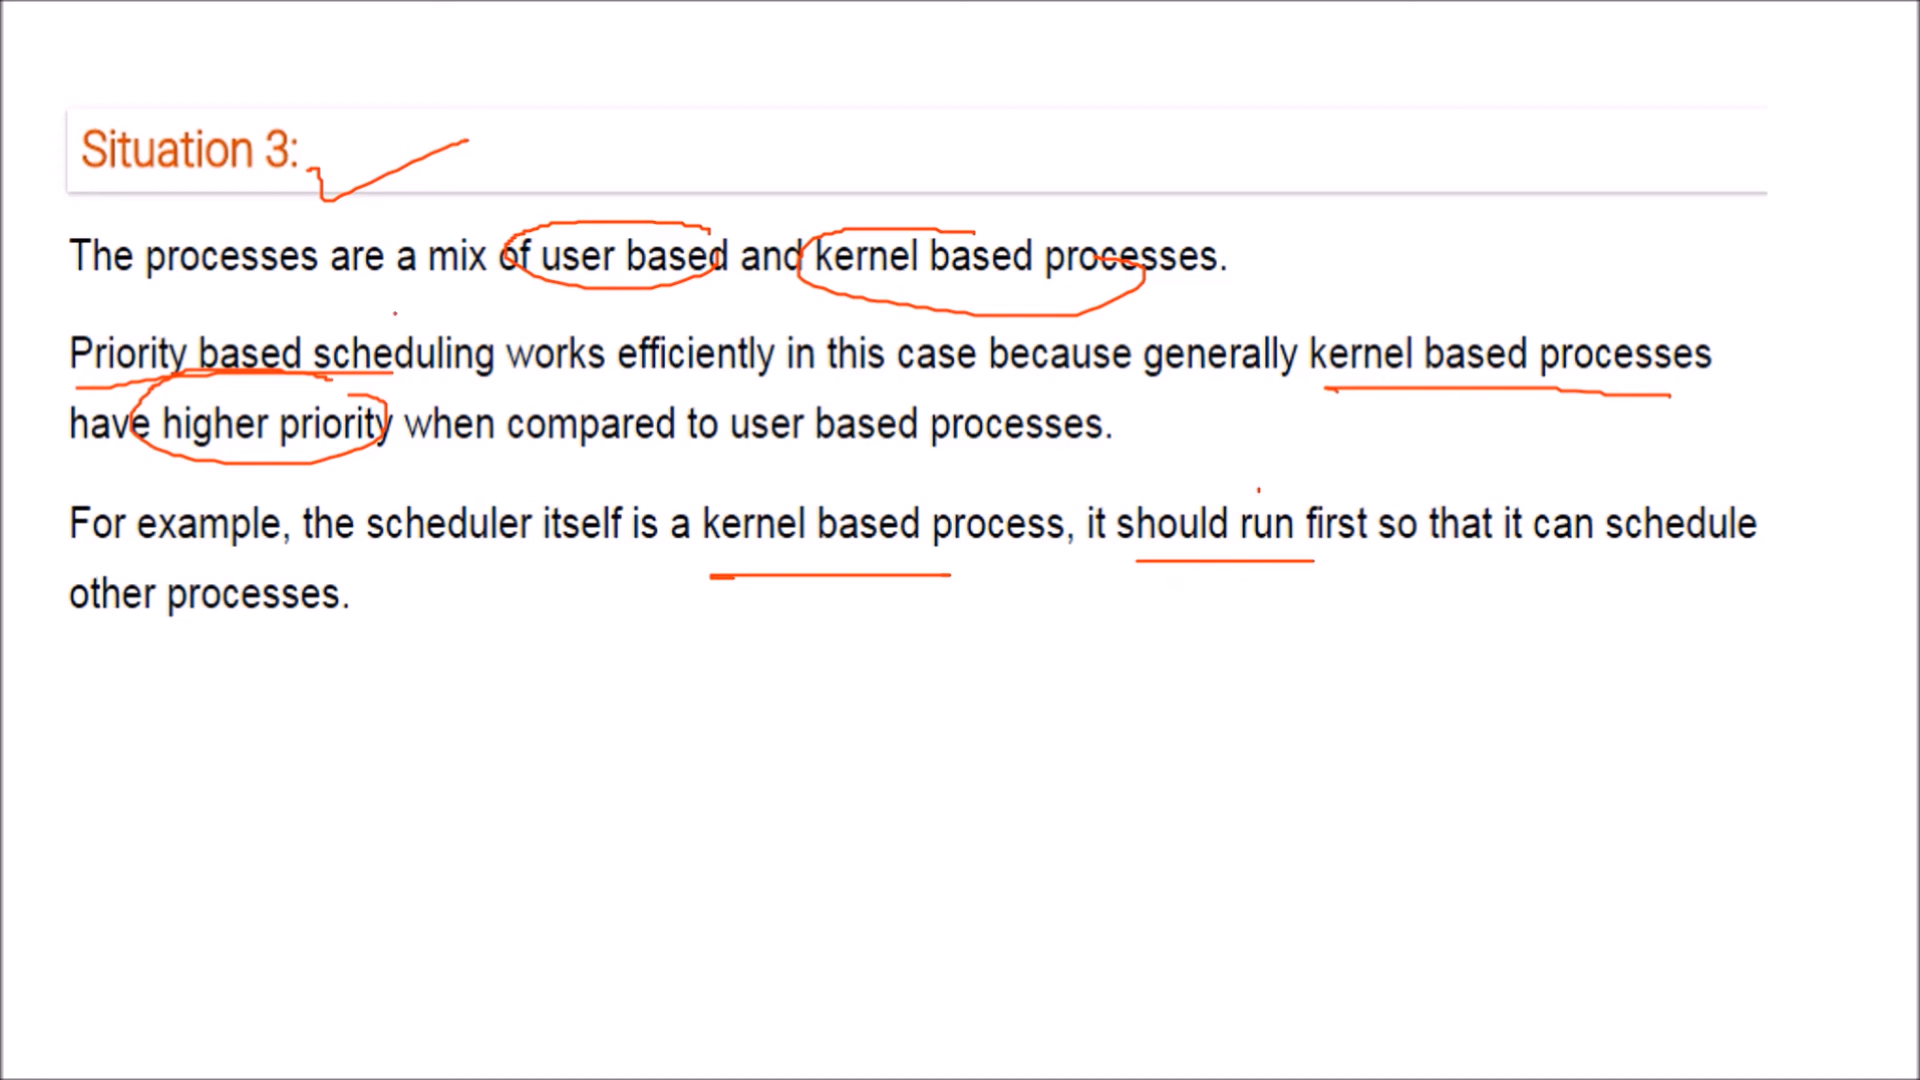 Situation 3:
The processes are a mix of user based and kernel based processes.
Priority based scheduling works efficiently in this case because generally kernel based processes
have higher priority when compared to user based processes.
For example, the scheduler itself is a kernel based process, it should run first so that it can schedule
other processes.